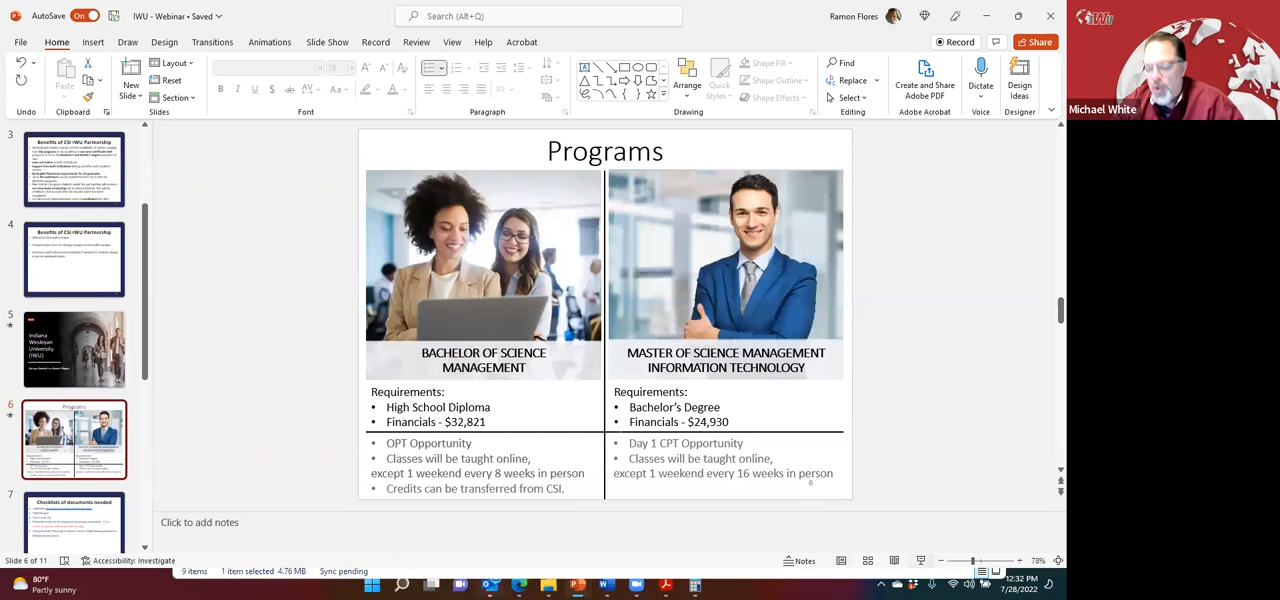 AutoSave On IWU - Webinar • Saved Search (Alt+Q) Ramon Flores
File Home Insert Draw Design Transitions Animations Slide Show Record Review View Help Acrobat Record Share
Undo
Paste
Clipboard
New
Slide
Layout
Reset
Section
Slides
18
Font
Paragraph
Arrange
Quick
Styles
Shape Fill
Shape Outline
Shape Effects
Drawing
Find
Replace
Select
Editing
Create and Share
Adobe PDF
Adobe Acrobat
Dictate
Voice
Design
Ideas
Designer
IWU
Michael White
3
Benefits of CSI-IWU Partnership
4
Benefits of CSI-IWU Partnership
5
Indiana
Wesleyan
University
(IWU)
6
Programs
7
Checklists of documents needed
Programs
BACHELOR OF SCIENCE
MANAGEMENT
Requirements:
• High School Diploma
• Financials - $32,821
• OPT Opportunity
• Classes will be taught online,
except 1 weekend every 8 weeks in person
• Credits can be transferred from CSI.
MASTER OF SCIENCE MANAGEMENT
INFORMATION TECHNOLOGY
Requirements:
• Bachelor's Degree
• Financials - $24,930
• Day 1 CPT Opportunity
• Classes will be taught online,
except 1 weekend every 16 weeks in person
6
Click to add notes
Slide 6 of 11 Accessibility: Investigate Notes 78%
9 items 1 item selected 4.76 MB Sync pending
80°F
Partly sunny
12:32 PM
7/28/2022